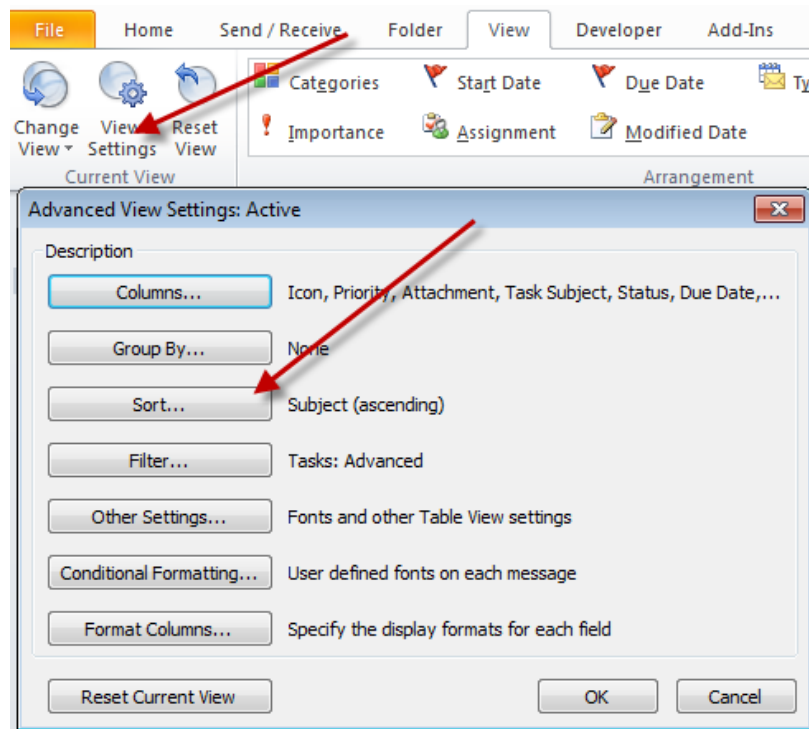 File Home Send / Receive Folder View Developer Add-Ins
Categories Start Date Due Date Ty
Change View Reset
View Settings View
Importance Assignment Modified Date
Current View Arrangement
Advanced View Settings: Active
Description
Columns... Icon, Priority, Attachment, Task Subject, Status, Due Date,...
Group By... None
Sort... Subject (ascending)
Filter... Tasks: Advanced
Other Settings... Fonts and other Table View settings
Conditional Formatting... User defined fonts on each message
Format Columns... Specify the display formats for each field
Reset Current View OK Cancel